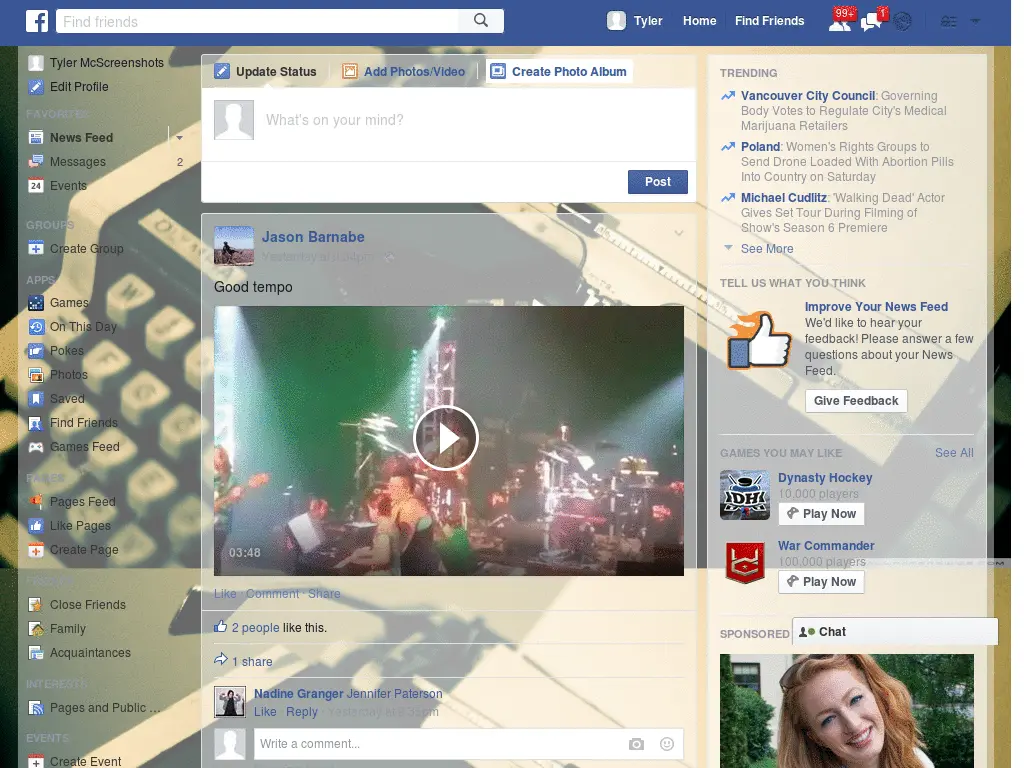 f
Find friends
Tyler
Home
Find Friends
99+
1
Tyler McScreenshots
Edit Profile
FAVORITES
News Feed
Messages
2
24
Events
GROUPS
Create Group
APPS
Games
On This Day
Pokes
Photos
Saved
Find Friends
Games Feed
PAGES
Pages Feed
Like Pages
Create Page
FRIENDS
Close Friends
Family
Acquaintances
INTERESTS
Pages and Public ...
EVENTS
Create Event
Update Status
Add Photos/Video
Create Photo Album
What's on your mind?
Post
Jason Barnabe
Good tempo
03:48
Like · Comment · Share
2 people like this.
1 share
Nadine Granger Jennifer Paterson
Like · Reply ·
Write a comment...
TRENDING
Vancouver City Council: Governing
Body Votes to Regulate City's Medical
Marijuana Retailers
Poland: Women's Rights Groups to
Send Drone Loaded With Abortion Pills
Into Country on Saturday
Michael Cudlitz: 'Walking Dead' Actor
Gives Set Tour During Filming of
Show's Season 6 Premiere
See More
TELL US WHAT YOU THINK
Improve Your News Feed
We'd like to hear your
feedback! Please answer a few
questions about your News
Feed.
Give Feedback
GAMES YOU MAY LIKE
See All
DH
Dynasty Hockey
10,000 players
Play Now
War Commander
100,000 players
Play Now
SPONSORED
Chat